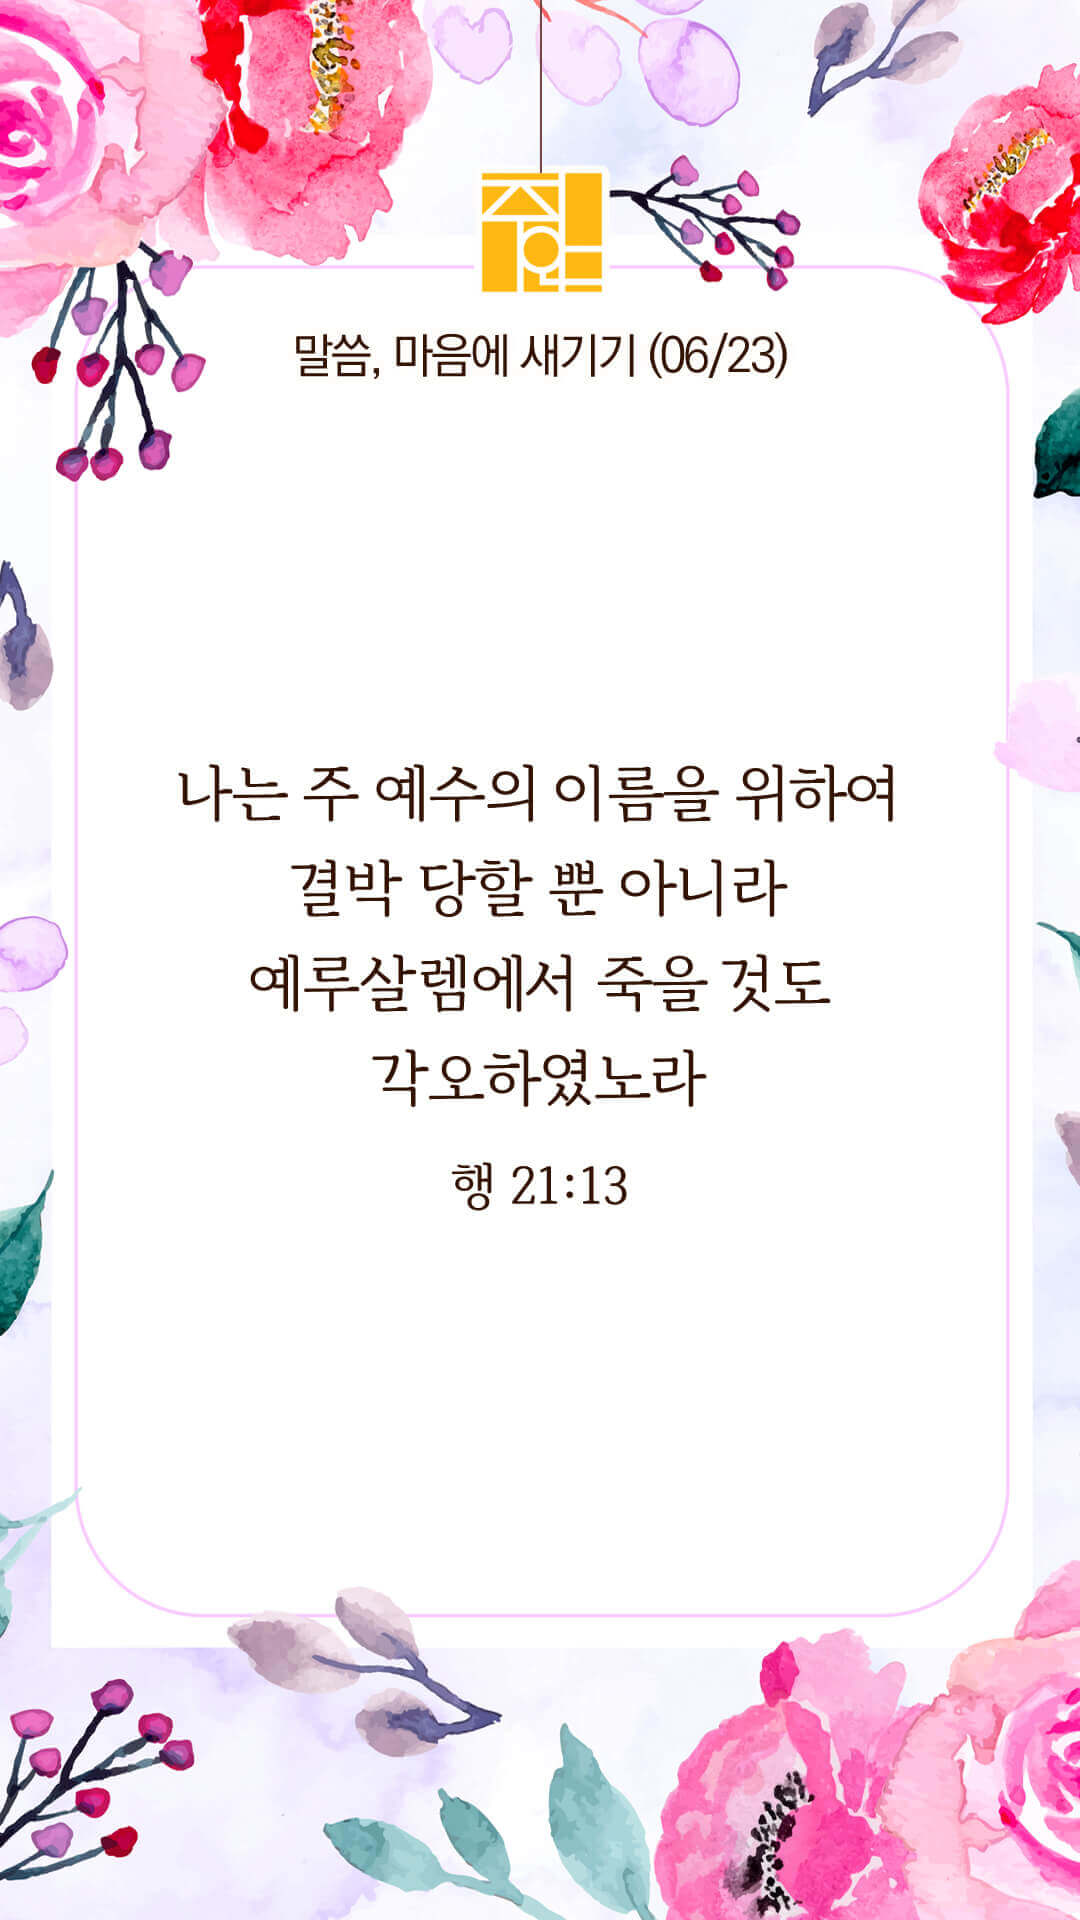 주인
말씀, 마음에 새기기 (06/23)
나는 주 예수의 이름을 위하여
결박 당할 뿐 아니라
예루살렘에서 죽을 것도
각오하였노라
행 21:13